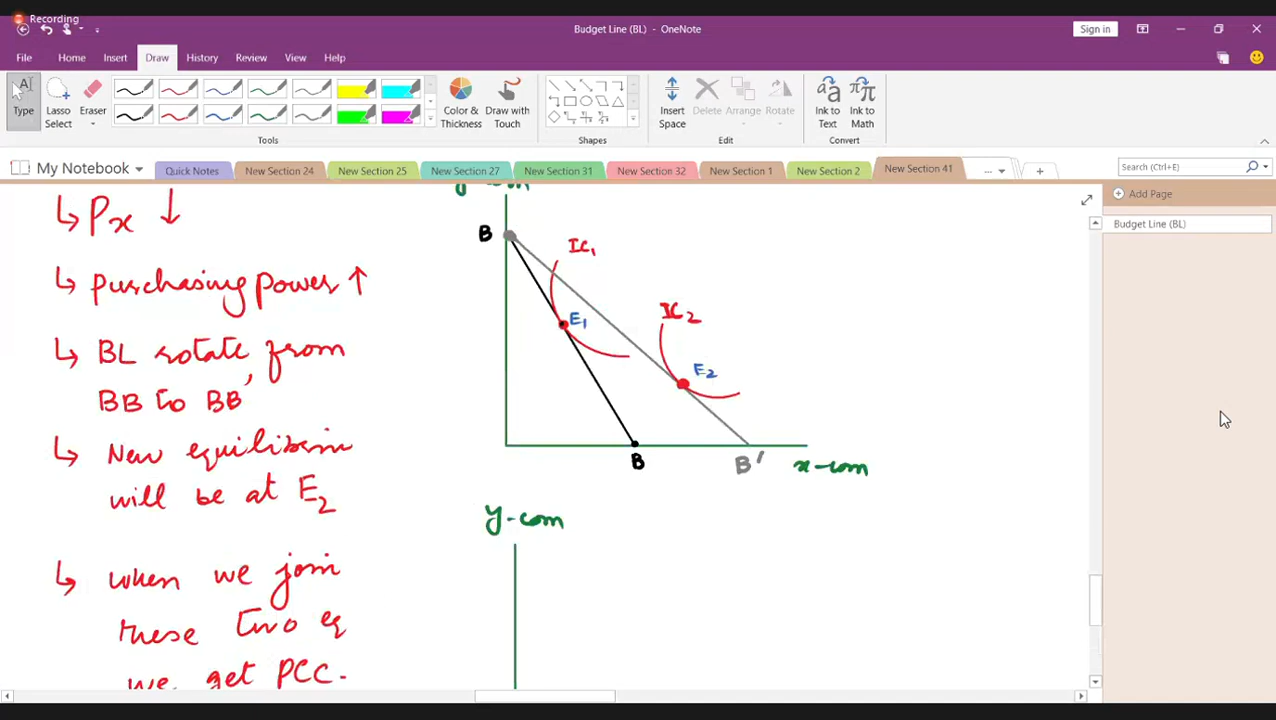 Recording
Budget Line (BL) - OneNote
Sign in
File Home Insert Draw History Review View Help
Type
Lasso Select
Eraser
Color & Thickness
Draw with Touch
Insert Space
Delete
Arrange
Rotate
Ink to Text
Ink to Math
Tools
Shapes
Edit
Convert
My Notebook
Quick Notes
New Section 24
New Section 25
New Section 27
New Section 31
New Section 32
New Section 1
New Section 2
New Section 41
...
Search (Ctrl+E)
Add Page
Budget Line (BL)
↳ Px ↓
↳ Purchasing power ↑
↳ BL rotate from
BB to BB'
↳ New equilibrim
will be at E2
↳ when we join
these two eq
we get PCC.
B
IC1
E1
IC2
E2
B
B'
x-com
y-com